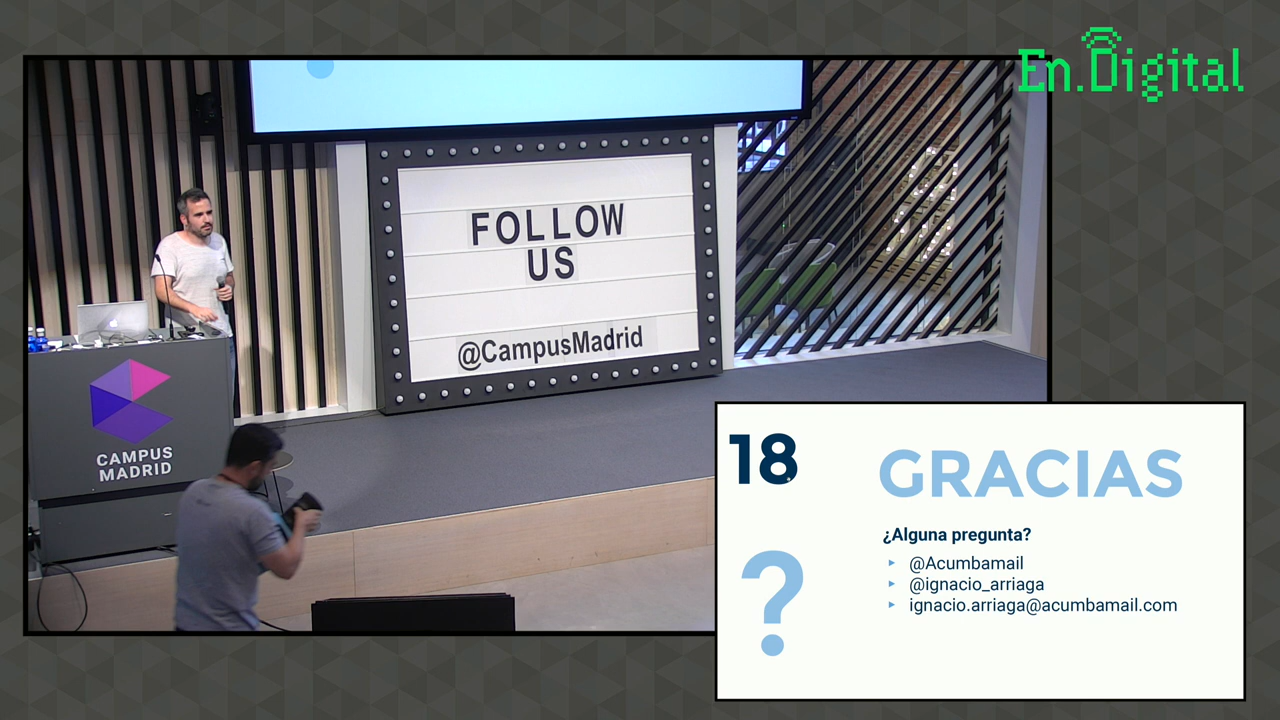 En.Digital
FOLLOW
US
@CampusMadrid
CAMPUS
MADRID
18
GRACIAS
¿Alguna pregunta?
@Acumbamail
@ignacio_arriaga
ignacio.arriaga@acumbamail.com
?